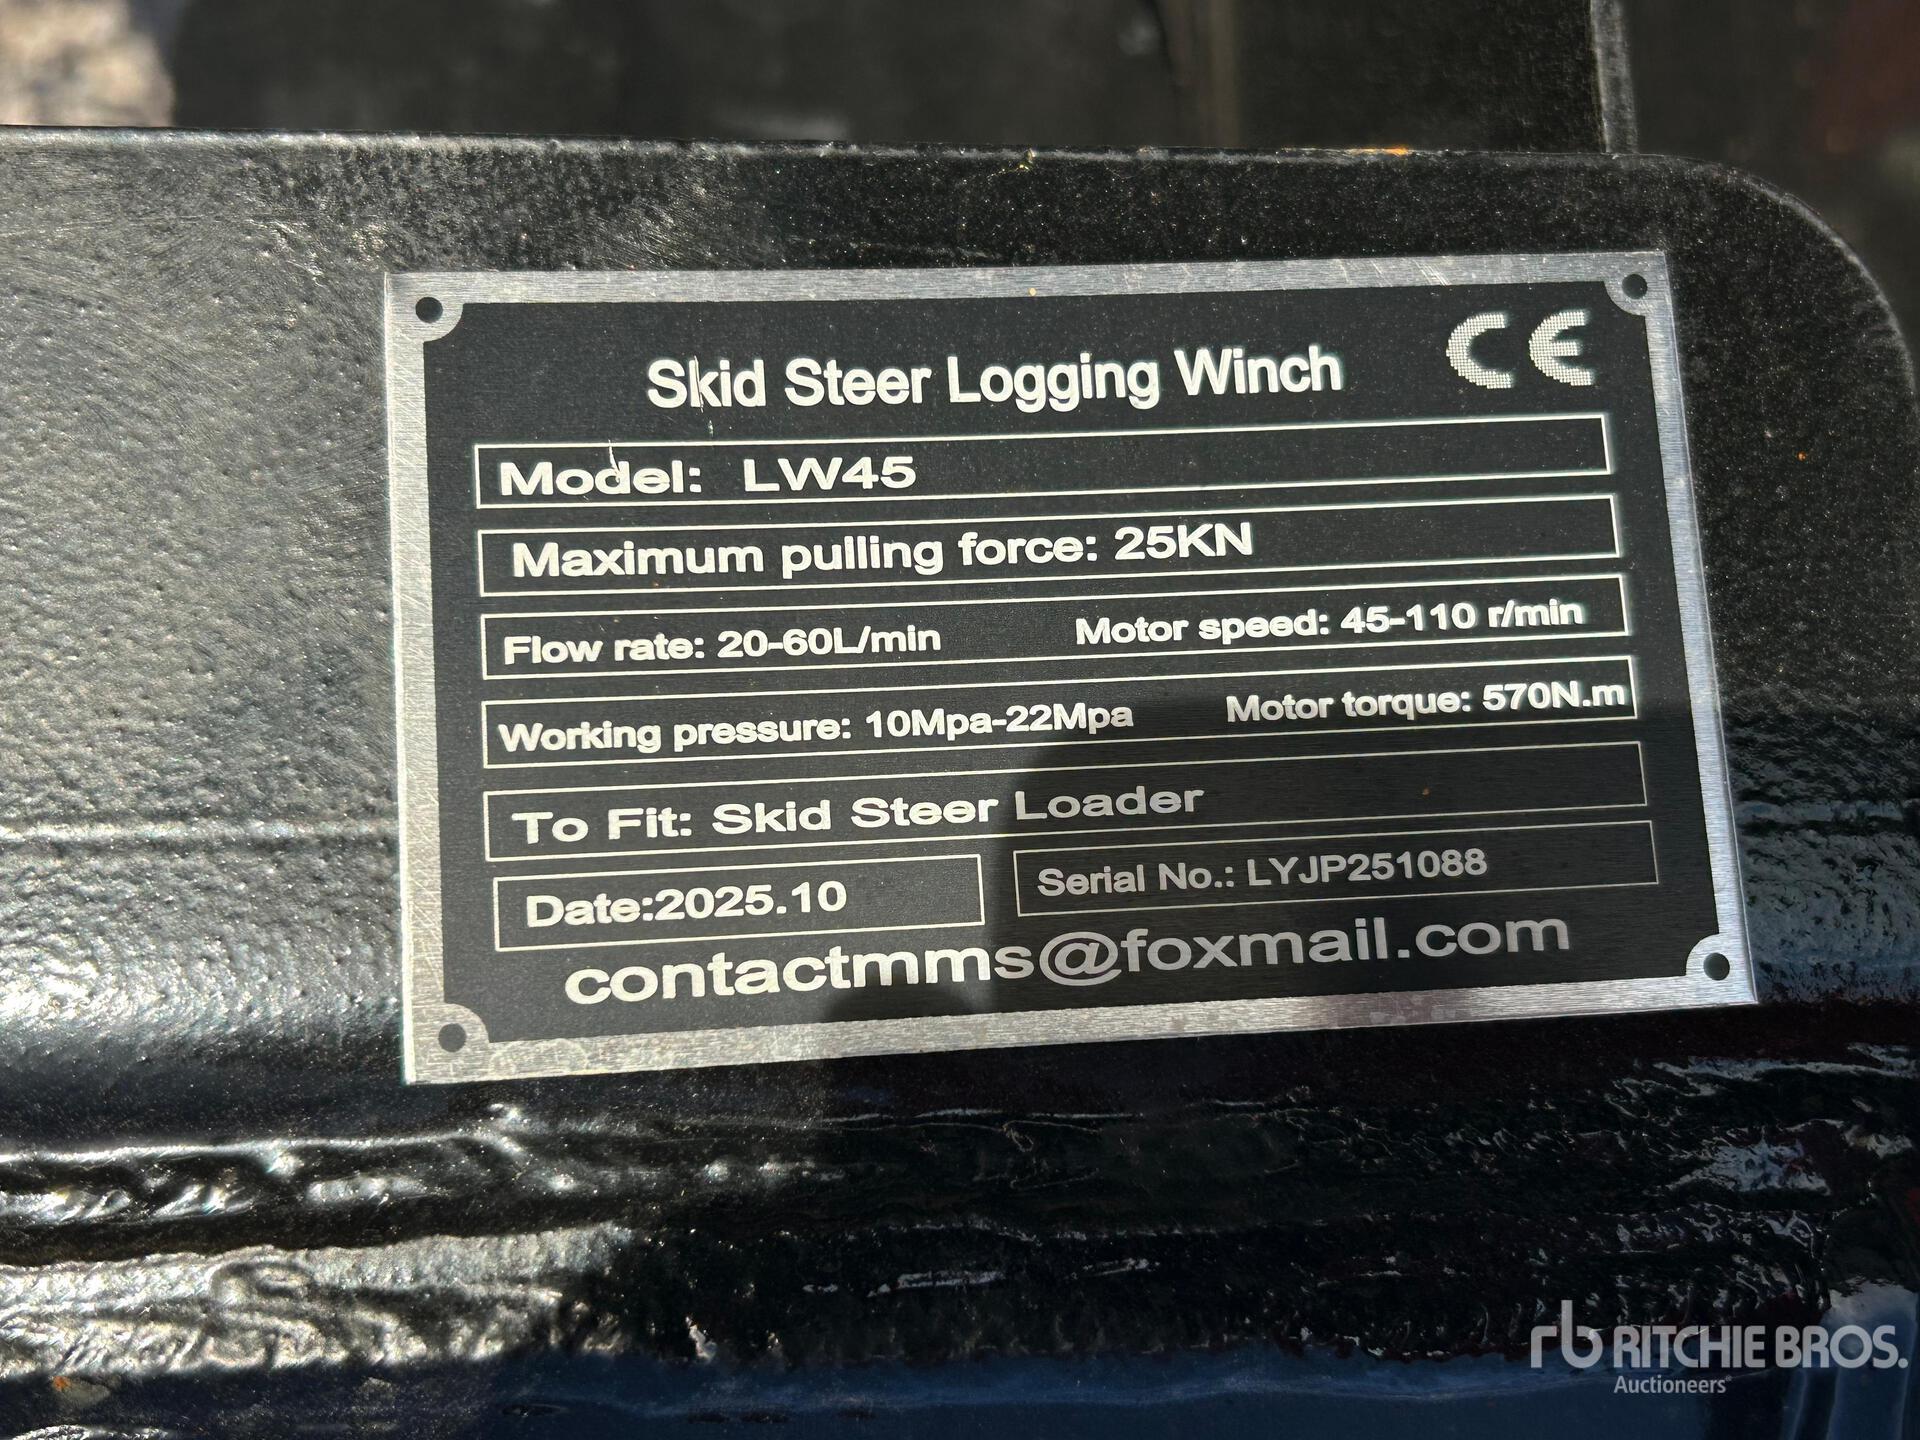 CE
Skid Steer Logging Winch
Model: LW45
Maximum pulling force: 25KN
Flow rate: 20-60L/min Motor speed: 45-110 r/min
Working pressure: 10Mpa-22Mpa Motor torque: 570N.m
To Fit: Skid Steer Loader
Date:2025.10 Serial No.: LYJP251088
contactmms@foxmail.com
rb RITCHIE BROS.
Auctioneers